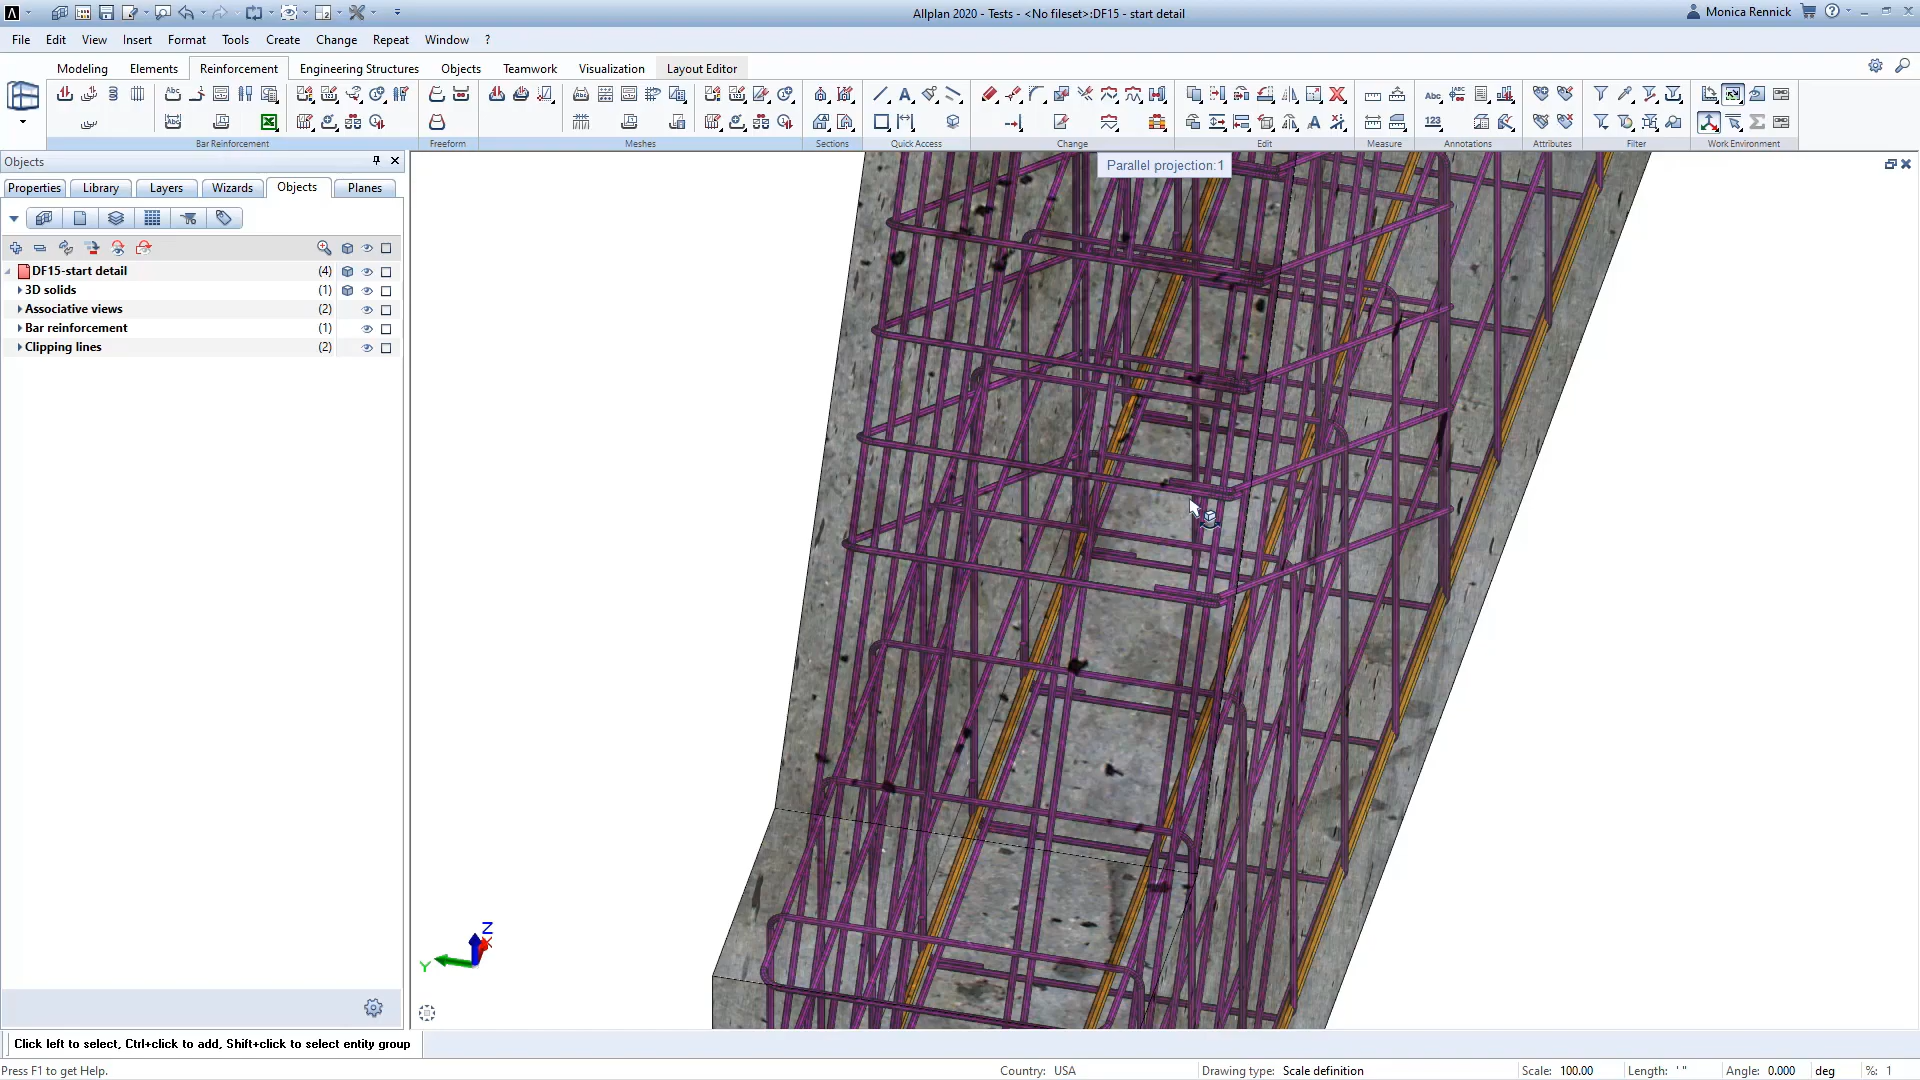 Allplan 2020 - Tests - <No fileset>:DF15 - start detail
Monica Rennick
File Edit View Insert Format Tools Create Change Repeat Window ?
Modeling Elements Reinforcement Engineering Structures Objects Teamwork Visualization Layout Editor
Bar Reinforcement Freeform Meshes Sections Quick Access Change Edit Measure Annotations Attributes Filter Work Environment
Objects
Properties Library Layers Wizards Objects Planes
DF15-start detail (4)
3D solids (1)
Associative views (2)
Bar reinforcement (1)
Clipping lines (2)
Parallel projection:1
Z
X
Y
Click left to select, Ctrl+click to add, Shift+click to select entity group
Press F1 to get Help. Country: USA Drawing type: Scale definition Scale: 100.00 Length: ' " Angle: 0.000 deg %: 1